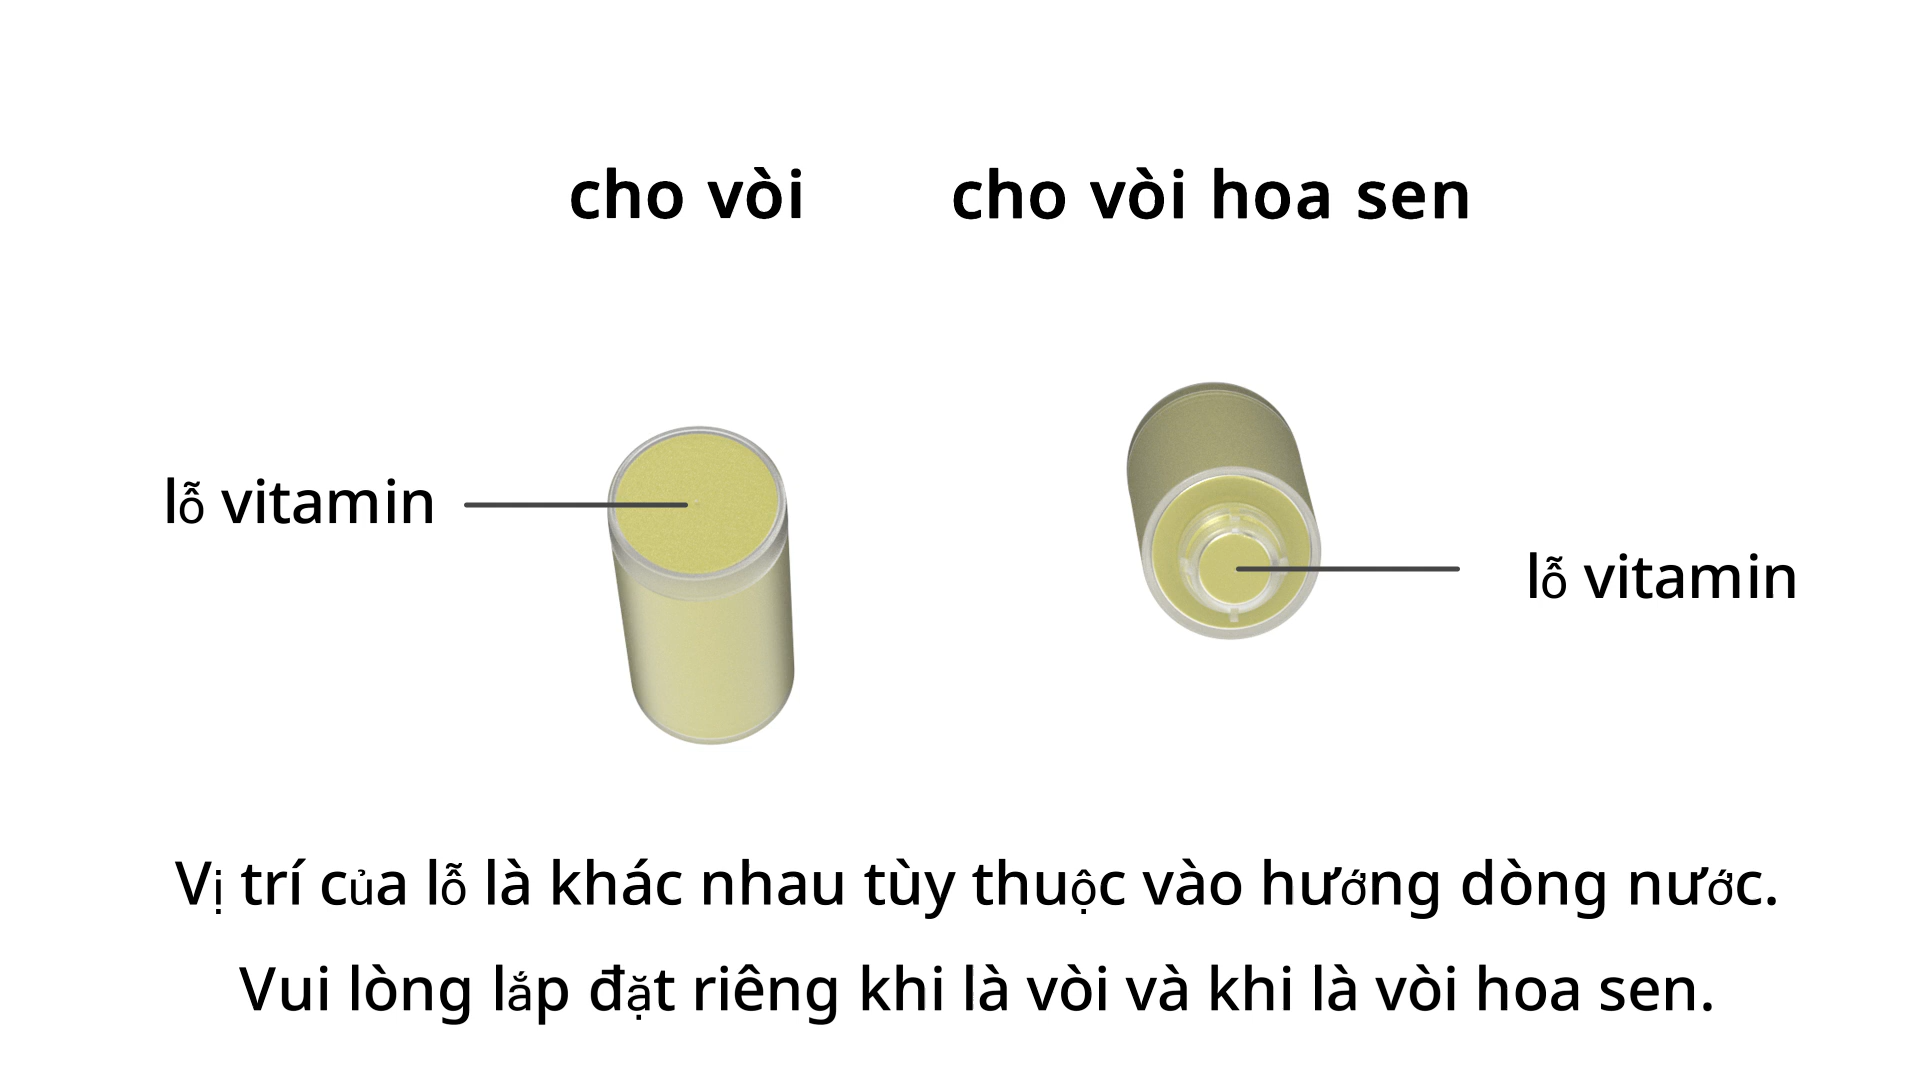 cho vòi
cho vòi hoa sen
lỗ vitamin
lỗ vitamin
Vị trí của lỗ là khác nhau tùy thuộc vào hướng dòng nước.
Vui lòng lắp đặt riêng khi là vòi và khi là vòi hoa sen.